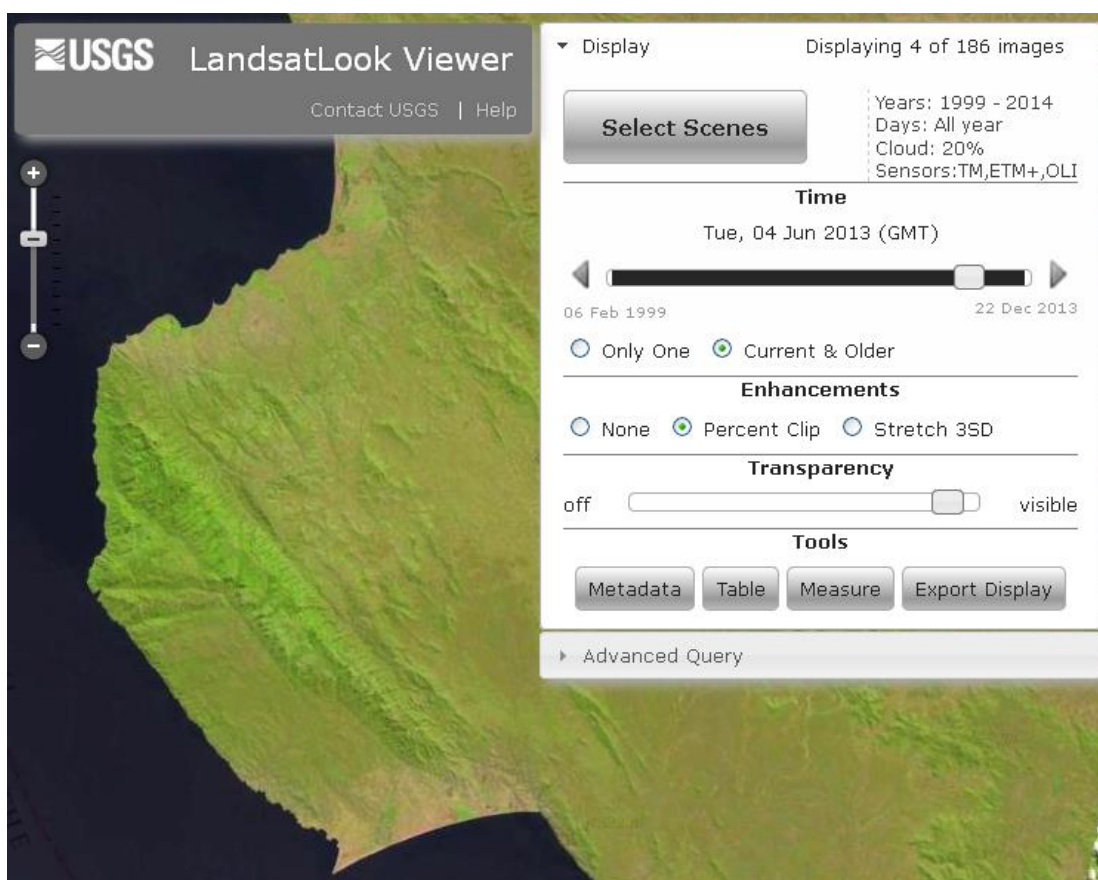 USGS LandsatLook Viewer
Contact USGS | Help
Display Displaying 4 of 186 images
Select Scenes
Years: 1999 - 2014
Days: All year
Cloud: 20%
Sensors:TM,ETM+,OLI
Time
Tue, 04 Jun 2013 (GMT)
06 Feb 1999 22 Dec 2013
Only One Current & Older
Enhancements
None Percent Clip Stretch 3SD
Transparency
off visible
Tools
Metadata Table Measure Export Display
Advanced Query